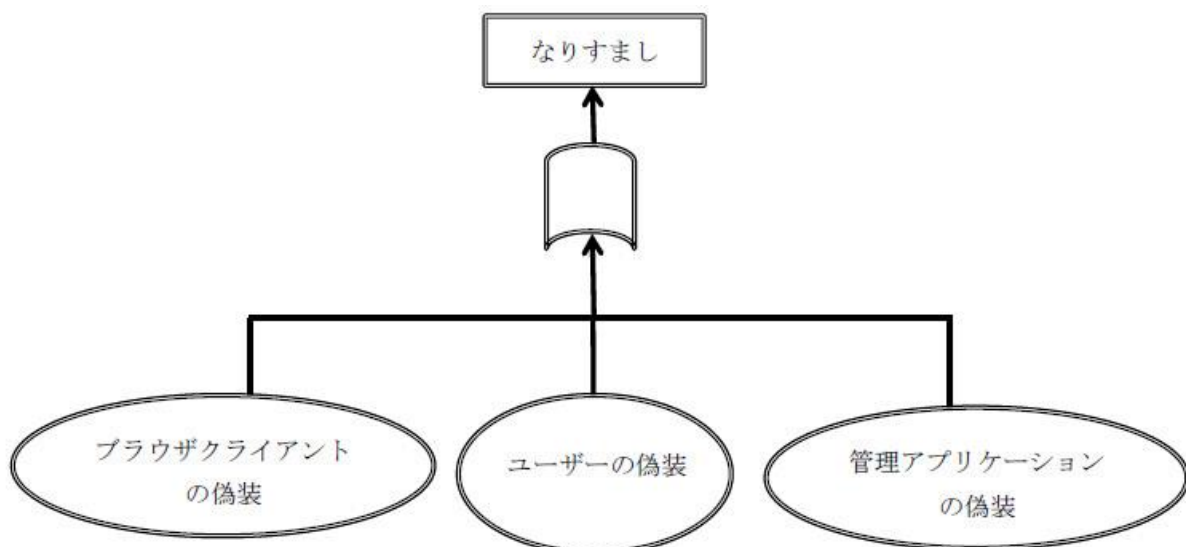 なりすまし
ブラウザクライアント
の偽装
ユーザーの偽装
管理アプリケーション
の偽装